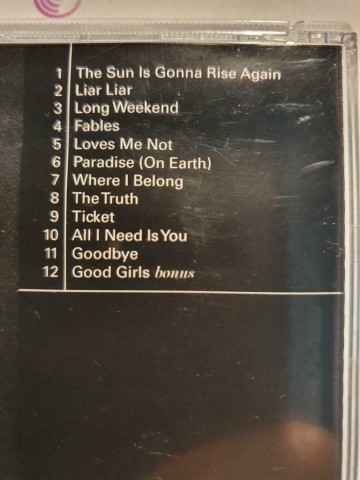 1 The Sun Is Gonna Rise Again
2 Liar Liar
3 Long Weekend
4 Fables
5 Loves Me Not
6 Paradise (On Earth)
7 Where I Belong
8 The Truth
9 Ticket
10 All I Need Is You
11 Goodbye
12 Good Girls bonus